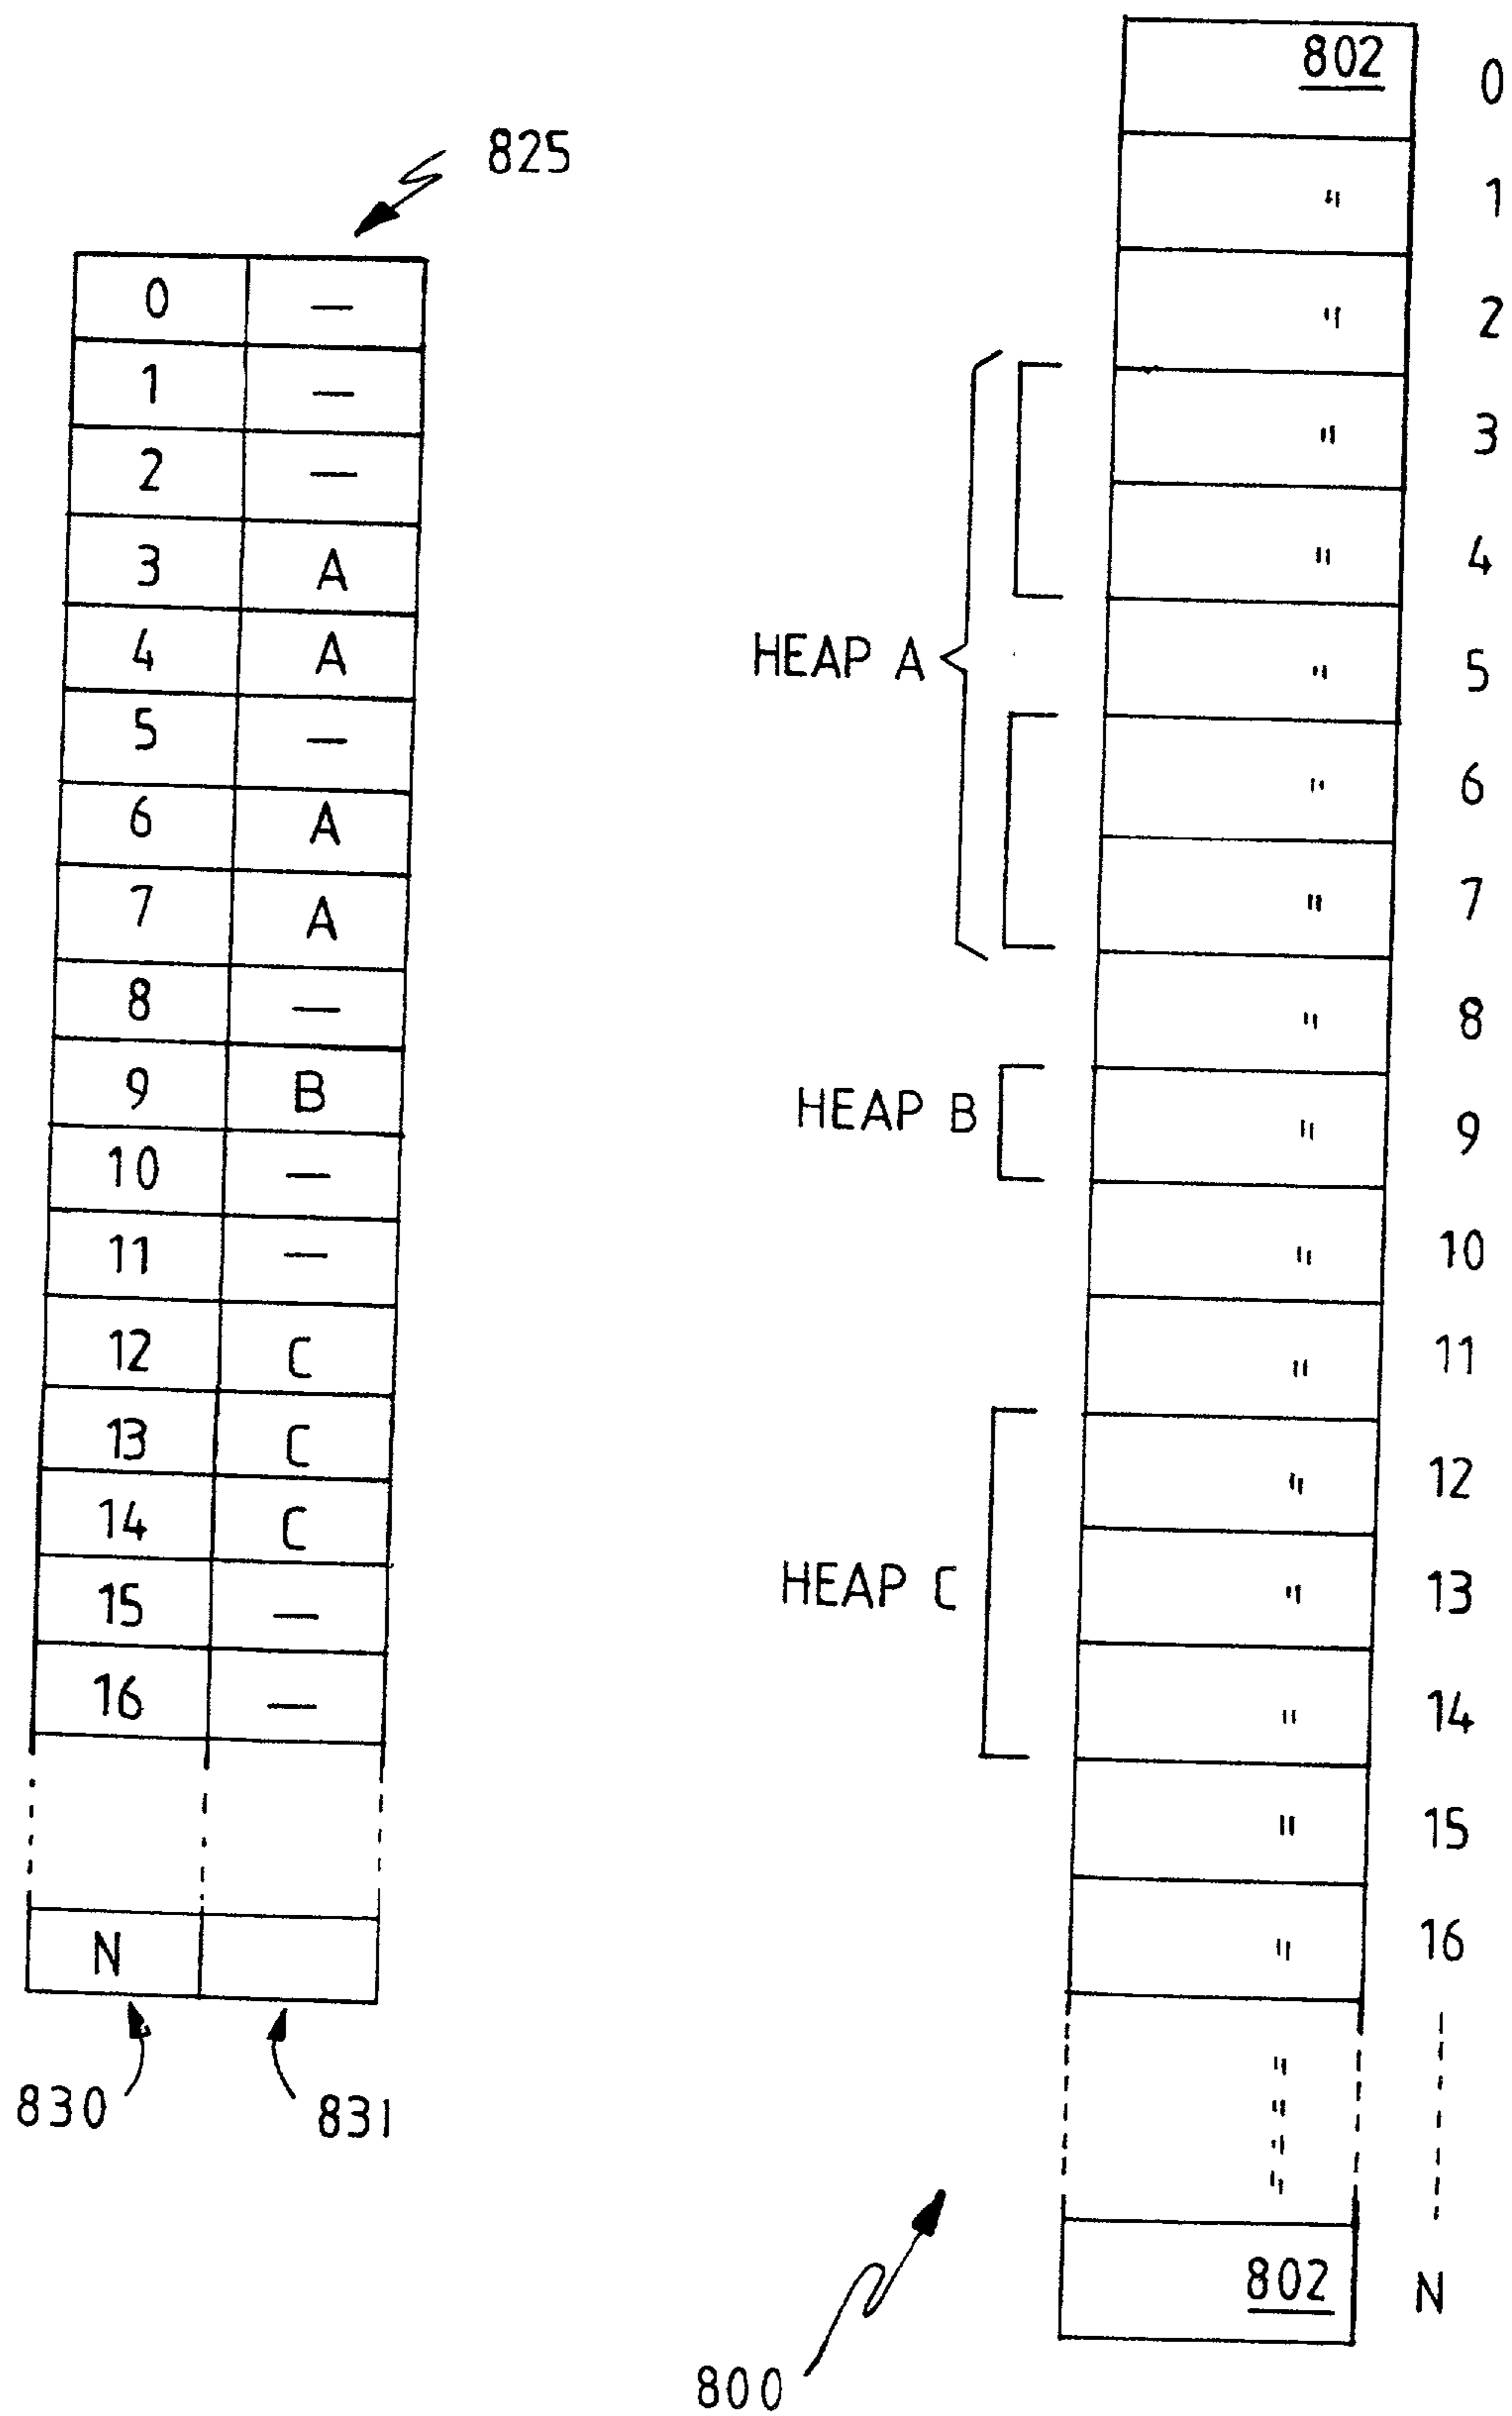 825
0 —
1 —
2 —
3 A
4 A
5 —
6 A
7 A
8 —
9 B
10 —
11 —
12 C
13 C
14 C
15 —
16 —
N
830
831
802 0
" 1
" 2
" 3
" 4
HEAP A
" 5
" 6
" 7
" 8
HEAP B
" 9
" 10
" 11
" 12
HEAP C
" 13
" 14
" 15
" 16
"
"
"
"
802 N
800